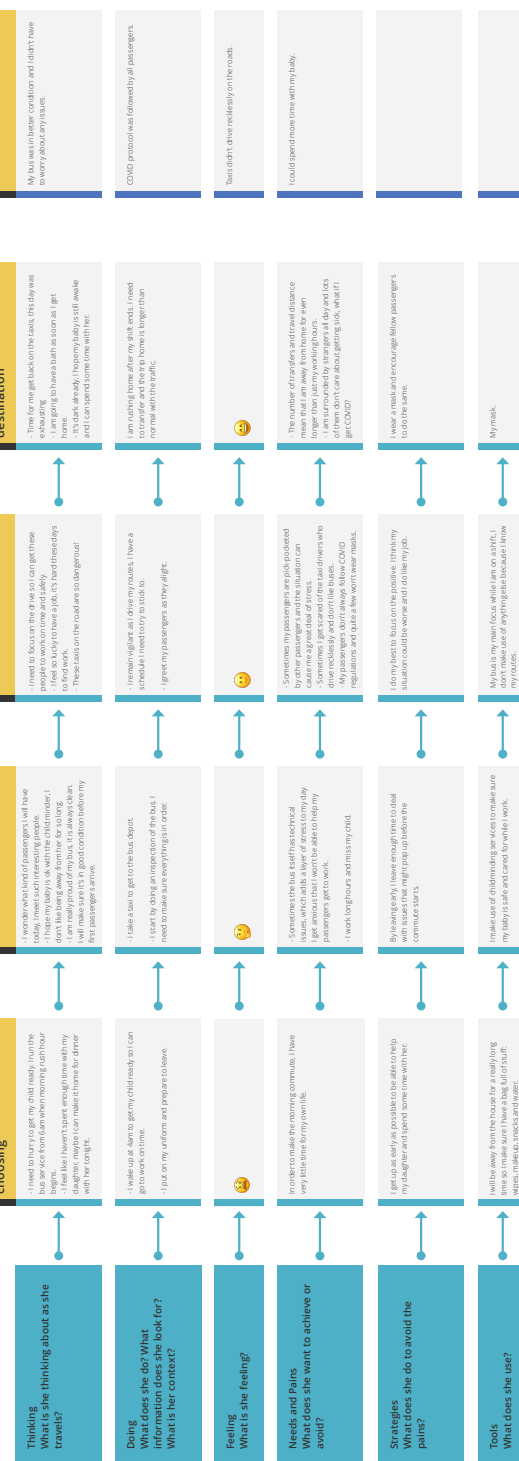 choosing
destination
Thinking
What is she thinking about as she
travels?
- I need to hurry to get my child ready. I run the
bus service from 6am when morning rush hour
begins.
- I feel like I haven't spent enough time with my
daughter, maybe i can make it home for dinner
with her tonight.
- I wonder what kind of passengers I will have
today, I meet such interesting people.
- I hope my baby is ok with the child minder, I
don't like being away from her for so long.
- I am really proud of my bus, it is always clean.
I will make sure it's in good condition before my
first passengers arrive.
- I need to focus on the drive so I can get these
people to work on time and safely.
- I feel so lucky to have a job, it's hard these days
to find work.
- These taxis on the road are so dangerous!
- Time for me get back on the taxis, this day was
exhausting
- I am going to have a bath as soon as I get
home.
- It's dark already, I hope my baby is still awake
and I can spend some time with her.
My bus was in better condition and I didn't have
to worry about any issues.
Doing
What does she do? What
information does she look for?
What is her context?
- I wake up at 4am to get my child ready so I can
go to work on time.
- I put on my uniform and prepare to leave.
- I take a taxi to get to the bus depot.
- I start by doing an inspection of the bus. I
need to make sure everything is in order.
- I remain vigilant as I drive my routes, I have a
schedule I need to try to stick to.
- I greet my passengers as they alight.
I am rushing home after my shift ends. I need
to transfer and the trip home is longer than
normal with the traffic.
COVID protocol was followed by all passengers.
Feeling
What is she feeling?
Taxis didn't drive recklessly on the roads.
Needs and Pains
What does she want to achieve or
avoid?
In order to make the morning commute, I have
very little time for my own life.
- Sometimes the bus itself has technical
issues, which adds a layer of stress to my day.
I get anxious that I won't be able to help my
passengers get to work.
- I work long hours and miss my child.
- Sometimes my passengers are pick-pocketed
by other passengers and the situation can
cause me a great deal of stress.
- Sometimes I get scared of the taxi drivers who
drive recklessly and don't like buses.
- My passengers don't always follow COVID
regulations and quite a few won't wear masks.
- The number of transfers and travel distance
mean that I am away from home for even
longer than just my working hours.
- I am surrounded by strangers all day and lots
of them don't care about getting sick, what if i
get COVID?
I could spend more time with my baby.
Strategies
What does she do to avoid the
pains?
I get up as early as possible to be able to help
my daughter and spend some time with her.
By leaving early, I leave enough time to deal
with issues that might pop up before the
commute starts.
I do my best to focus on the positive. I think my
situation could be worse and I do like my job.
I wear a mask and encourage fellow passengers
to do the same.
Tools
What does she use?
I will be away from the house for a really long
time so i make sure i have a bag full of stuff:
wipes, makeup, snacks and water.
I make use of childminding services to make sure
my baby is safe and cared for while I work.
My bus is my main focus while I am on a shift, I
don't make use of anything else because I know
my routes.
My mask.